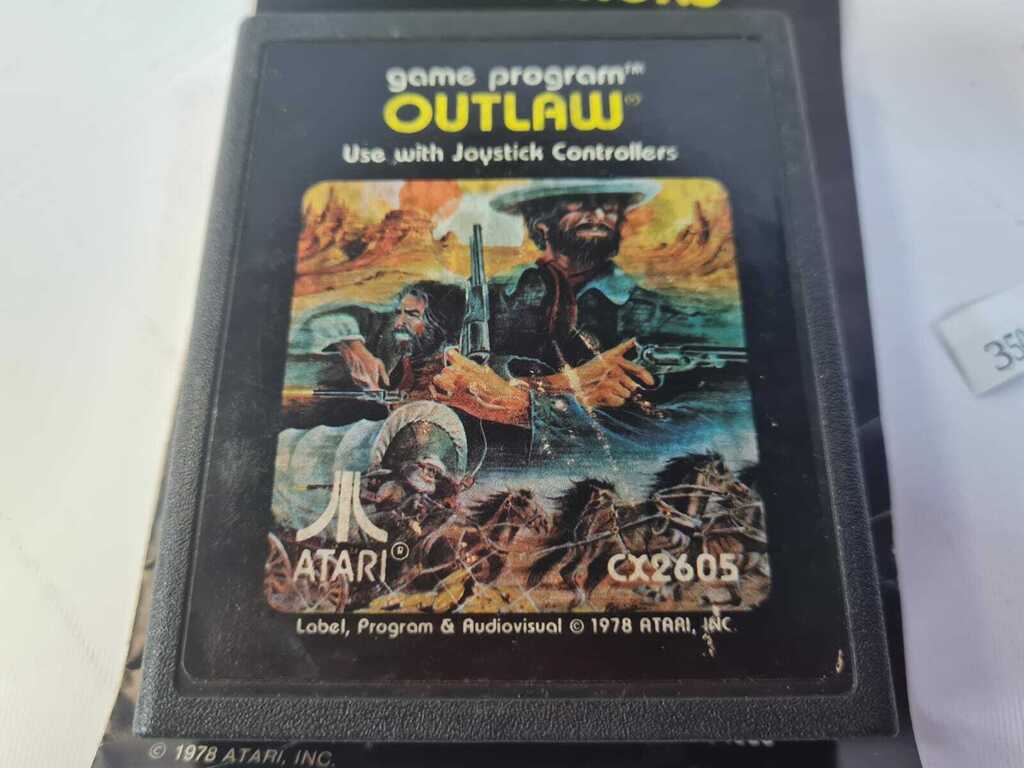 game program™
OUTLAW
Use with Joystick Controllers
ATARI®
CX2605
Label, Program & Audiovisual © 1978 ATARI, INC.
© 1978 ATARI, INC.